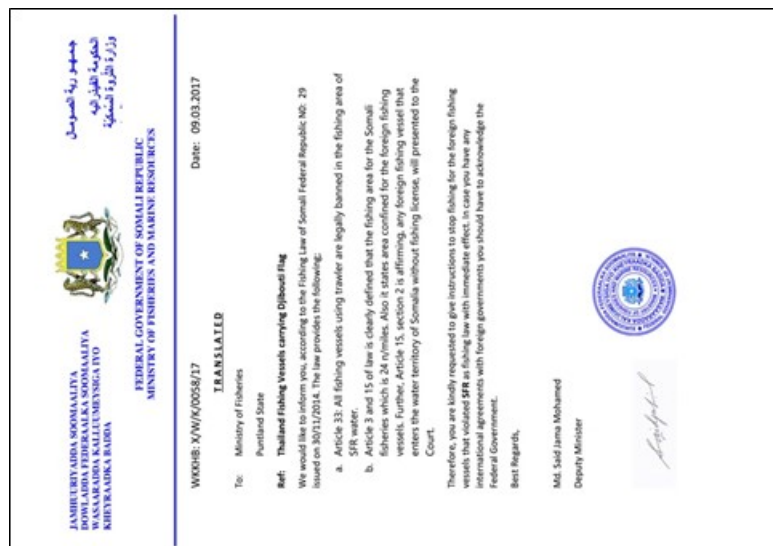 JAMHUURIYADDA SOOMAALIYA
DOWLADDA FEDERAALKA SOOMAALIYA
WASAARADDA KALLUUMEYSIGA IYO
KHEYRAADKA BADDA
جمهورية الصومال
الحكومة الفيدرالية
وزارة الثروة السمكية
FEDERAL GOVERNMENT OF SOMALI REPUBLIC
MINISTRY OF FISHERIES AND MARINE RESOURCES
WKKHB: X/W/K/0058/17
Date: 09.03.2017
TRANSLATED
To: Ministry of Fisheries
Puntland State
Ref: Thailand Fishing Vessels carrying Djibouti Flag
We would like to inform you, according to the Fishing Law of Somali Federal Republic N0: 29
issued on 30/11/2014. The law provides the following;
a. Article 33: All fishing vessels using trawler are legally banned in the fishing area of
SFR water.
b. Article 3 and 15 of law is clearly defined that the fishing area for the Somali
fisheries which is 24 n/miles. Also it states area confined for the foreign fishing
vessels. Further, Article 15, section 2 is affirming, any foreign fishing vessel that
enters the water territory of Somalia without fishing license, will presented to the
Court.
Therefore, you are kindly requested to give instructions to stop fishing for the foreign fishing
vessels that violated SFR as fishing law with immediate effect. In case you have any
international agreements with foreign governments you should have to acknowledge the
Federal Government.
Best Regards,
Md. Said Jama Mohamed
Deputy Minister